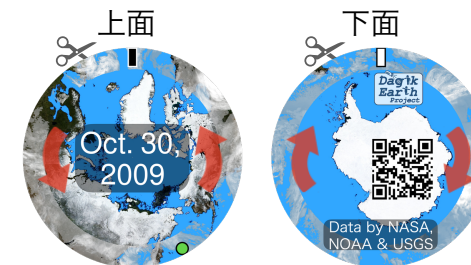 上面
下面
Dagik
Earth
Project
Oct. 30,
2009
Data by NASA,
NOAA & USGS